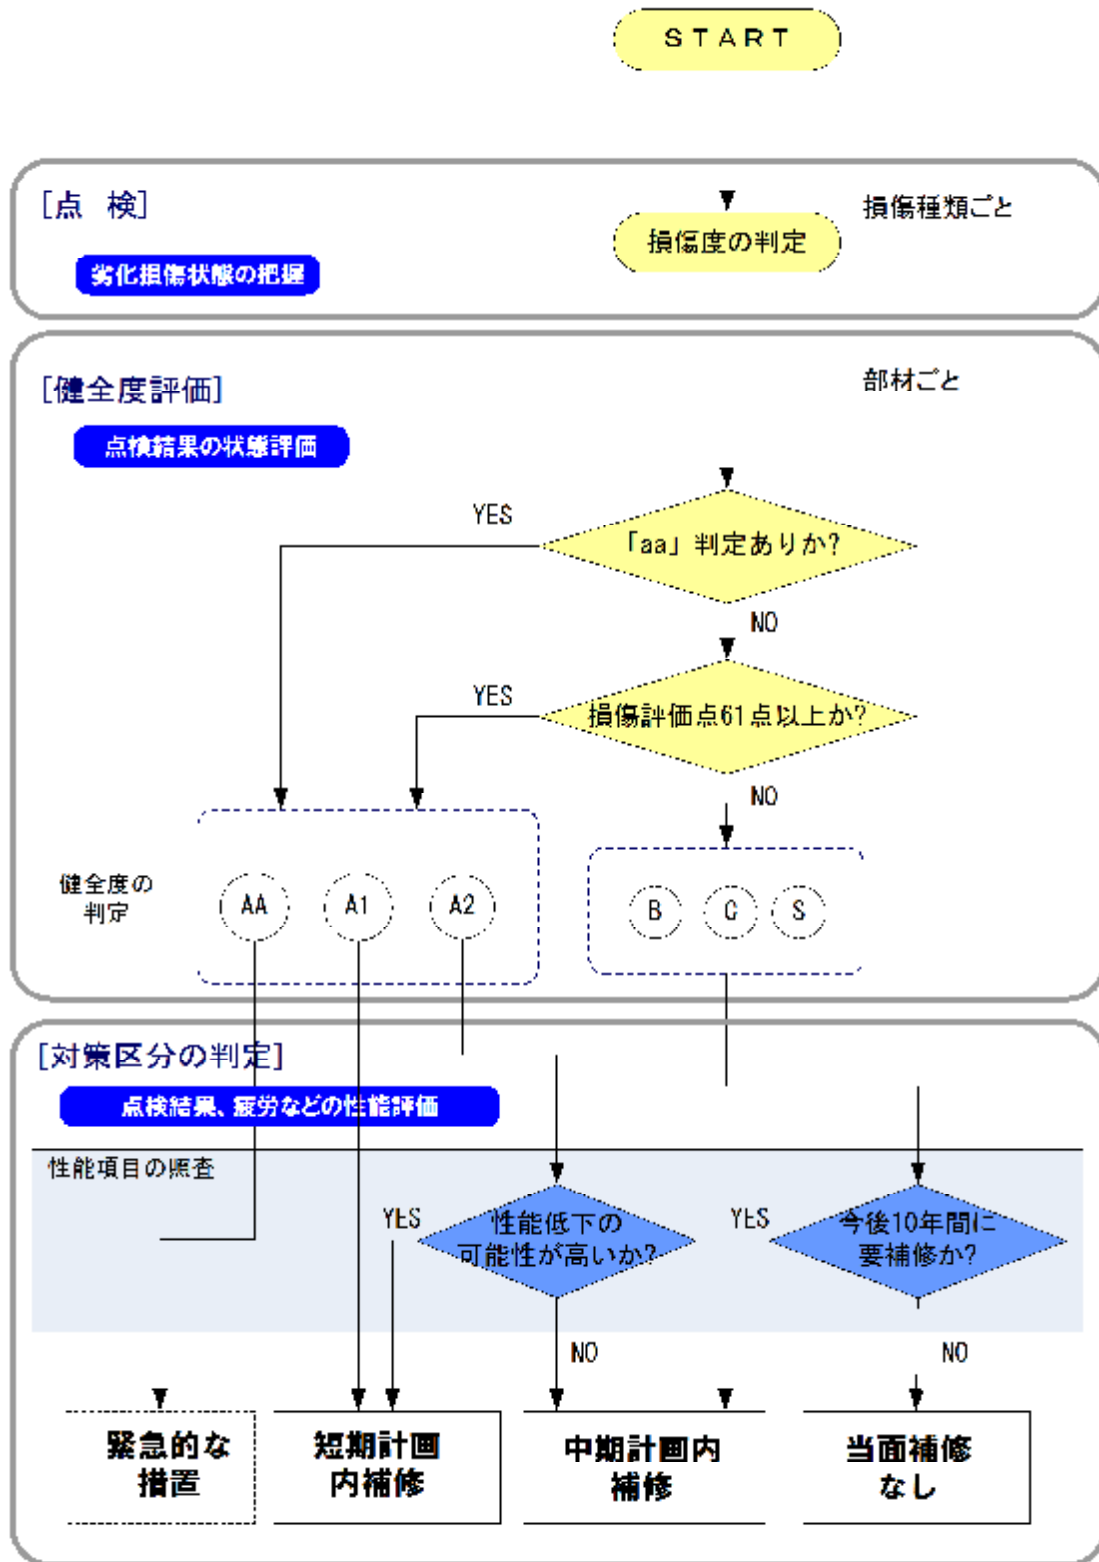 START
[点 検]
損傷種類ごと
損傷度の判定
劣化損傷状態の把握
[健全度評価]
部材ごと
点検結果の状態評価
YES
「aa」判定ありか?
NO
YES
損傷評価点61点以上か?
NO
健全度の
判定
AA
A1
A2
B
C
S
[対策区分の判定]
点検結果、疲労などの性能評価
性能項目の照査
YES
性能低下の
可能性が高いか?
YES
今後10年間に
要補修か?
NO
NO
緊急的な
措置
短期計画
内補修
中期計画内
補修
当面補修
なし